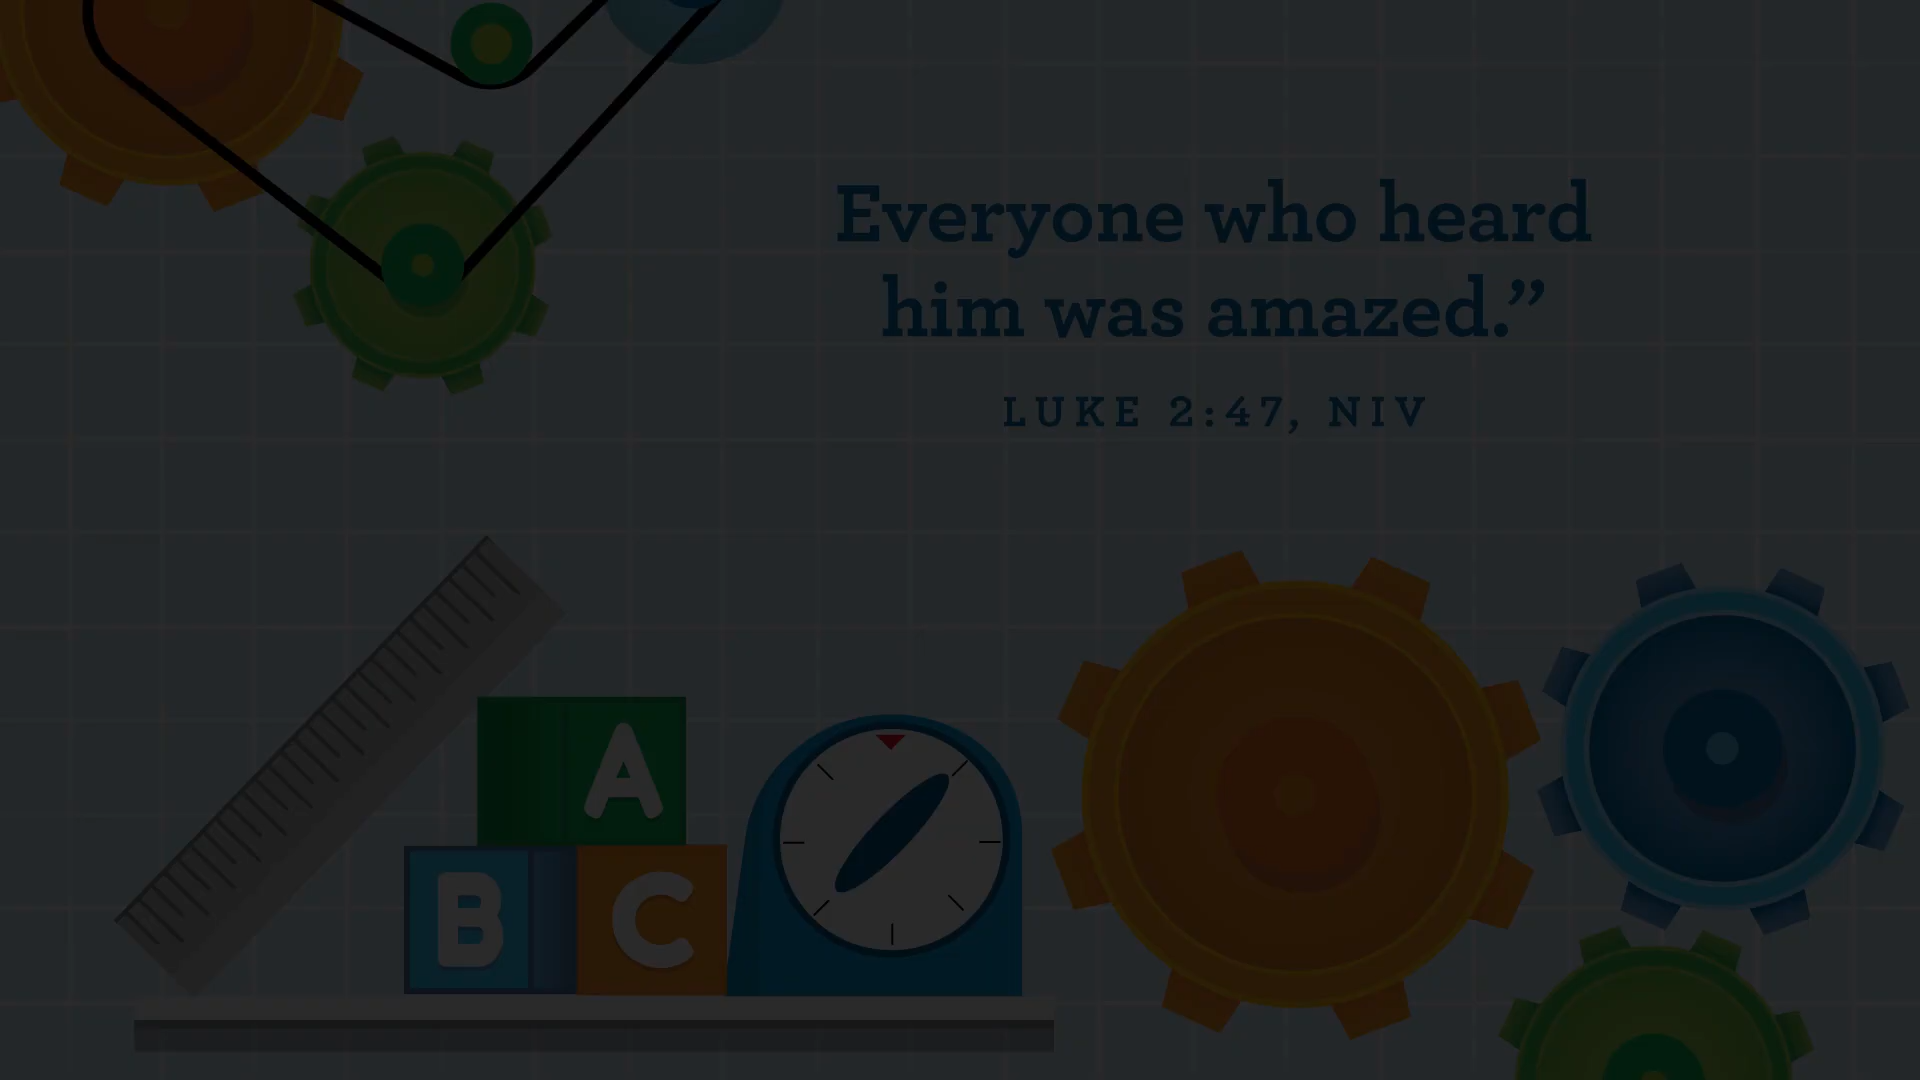 Everyone who heard
him was amazed.”
LUKE 2:47, NIV
A
B C